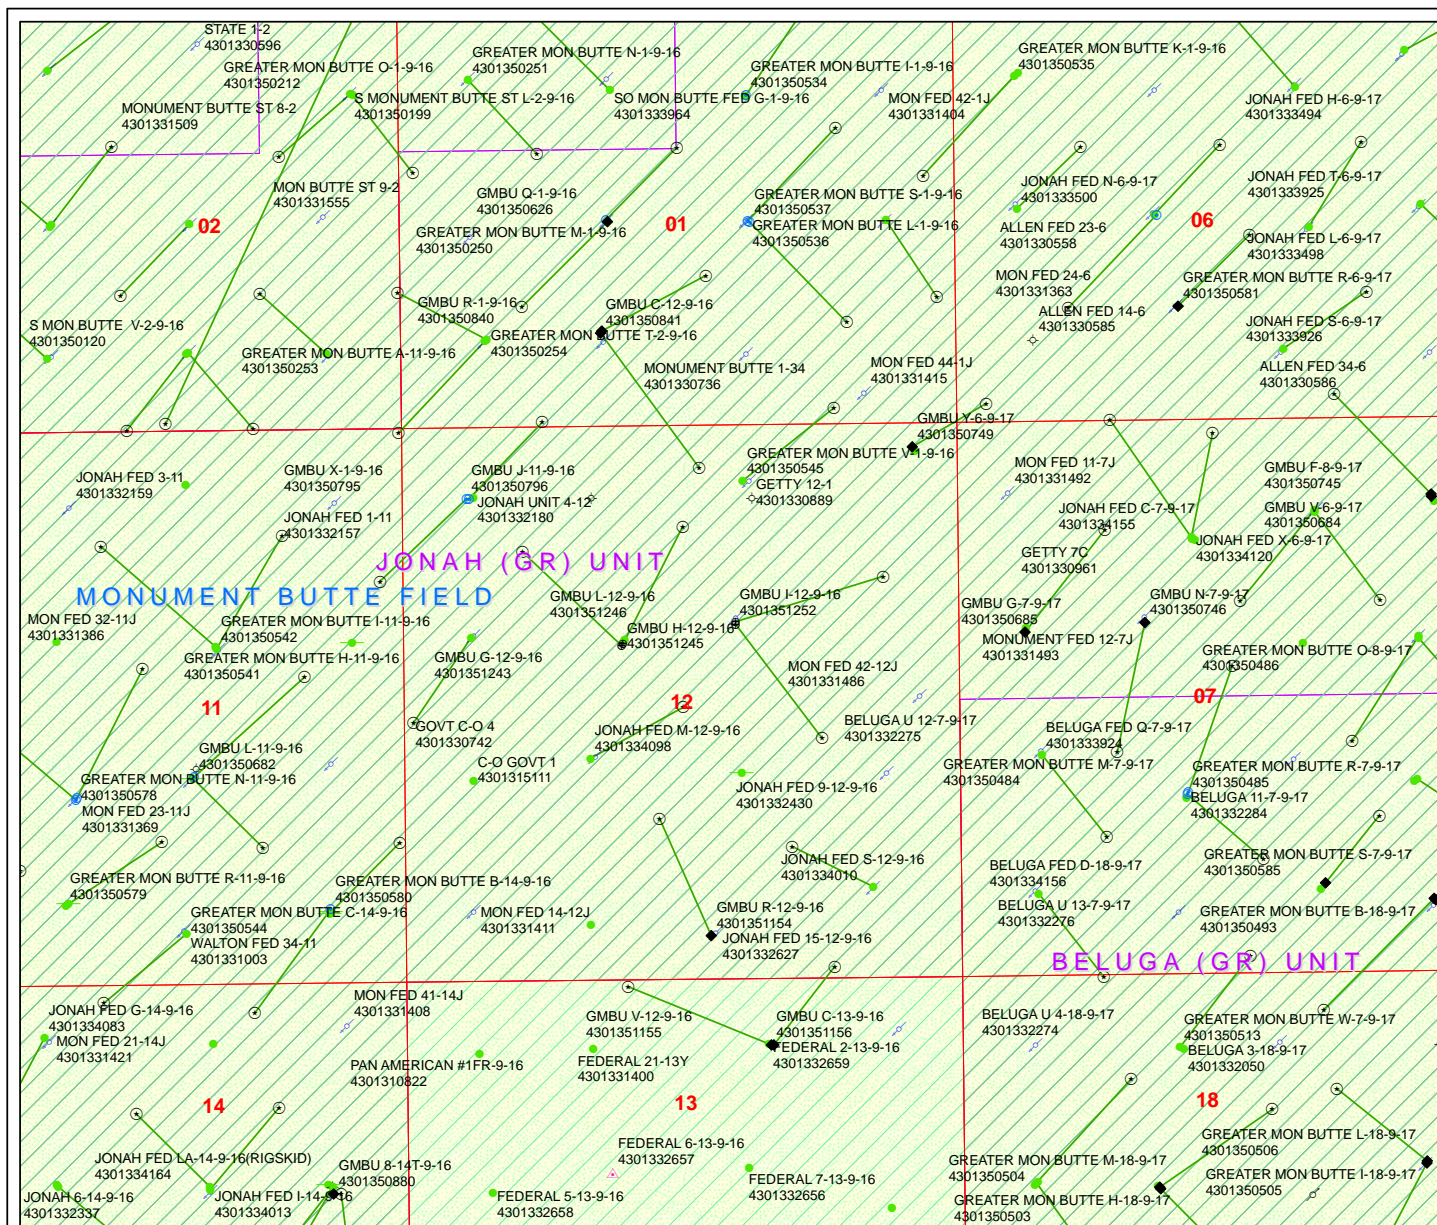 STATE 1-2
4301330596
GREATER MON BUTTE O-1-9-16
4301350212
MONUMENT BUTTE ST 8-2
4301331509
GREATER MON BUTTE N-1-9-16
4301350251
S MONUMENT BUTTE ST L-2-9-16
4301350199
SO MON BUTTE FED G-1-9-16
4301333964
GREATER MON BUTTE I-1-9-16
4301350534
MON FED 42-1J
4301331404
GREATER MON BUTTE K-1-9-16
4301350535
JONAH FED H-6-9-17
4301333494
MON BUTTE ST 9-2
4301331555
02
GMBU Q-1-9-16
4301350626
GREATER MON BUTTE M-1-9-16
4301350250
01
GREATER MON BUTTE S-1-9-16
4301350537
GREATER MON BUTTE L-1-9-16
4301350536
JONAH FED N-6-9-17
4301333500
ALLEN FED 23-6
4301330558
JONAH FED T-6-9-17
4301333925
06
JONAH FED L-6-9-17
4301333498
MON FED 24-6
4301331363
GREATER MON BUTTE R-6-9-17
4301350581
ALLEN FED 14-6
4301330585
S MON BUTTE  V-2-9-16
4301350120
GREATER MON BUTTE A-11-9-16
4301350253
GMBU R-1-9-16
4301350840
GREATER MON BUTTE T-2-9-16
4301350254
GMBU C-12-9-16
4301350841
MONUMENT BUTTE 1-34
4301330736
MON FED 44-1J
4301331415
JONAH FED S-6-9-17
4301333926
ALLEN FED 34-6
4301330586
GMBU Y-6-9-17
4301350749
JONAH FED 3-11
4301332159
GMBU X-1-9-16
4301350795
GMBU J-11-9-16
4301350796
JONAH UNIT 4-12
4301332180
JONAH FED 1-11
4301332157
GREATER MON BUTTE V-1-9-16
4301350545
GETTY 12-1
4301330889
MON FED 11-7J
4301331492
JONAH FED C-7-9-17
4301334155
GMBU F-8-9-17
4301350745
GMBU V-6-9-17
4301350684
JONAH FED X-6-9-17
4301334120
GETTY 7C
4301330961
JONAH (GR) UNIT
MONUMENT BUTTE FIELD
GMBU L-12-9-16
4301351246
GMBU I-12-9-16
4301351252
GMBU N-7-9-17
4301350746
GMBU G-7-9-17
4301350685
MONUMENT FED 12-7J
4301331493
MON FED 32-11J
4301331386
GREATER MON BUTTE I-11-9-16
4301350542
GREATER MON BUTTE H-11-9-16
4301350541
GMBU H-12-9-16
4301351245
GMBU G-12-9-16
4301351243
MON FED 42-12J
4301331486
GREATER MON BUTTE O-8-9-17
4301350486
11
12
07
GOVT C-O 4
4301330742
JONAH FED M-12-9-16
4301334098
BELUGA U 12-7-9-17
4301332275
BELUGA FED Q-7-9-17
4301333924
GMBU L-11-9-16
4301350682
GREATER MON BUTTE N-11-9-16
4301350578
MON FED 23-11J
4301331369
C-O GOVT 1
4301315111
JONAH FED 9-12-9-16
4301332430
GREATER MON BUTTE M-7-9-17
4301350484
GREATER MON BUTTE R-7-9-17
4301350485
BELUGA 11-7-9-17
4301332284
JONAH FED S-12-9-16
4301334010
BELUGA FED D-18-9-17
4301334156
GREATER MON BUTTE S-7-9-17
4301350585
GREATER MON BUTTE R-11-9-16
4301350579
GREATER MON BUTTE B-14-9-16
4301350580
GREATER MON BUTTE C-14-9-16
4301350544
WALTON FED 34-11
4301331003
MON FED 14-12J
4301331411
GMBU R-12-9-16
4301351154
JONAH FED 15-12-9-16
4301332627
BELUGA U 13-7-9-17
4301332276
GREATER MON BUTTE B-18-9-17
4301350493
BELUGA (GR) UNIT
JONAH FED G-14-9-16
4301334083
MON FED 21-14J
4301331421
MON FED 41-14J
4301331408
GMBU V-12-9-16
4301351155
GMBU C-13-9-16
4301351156
FEDERAL 2-13-9-16
4301332659
BELUGA U 4-18-9-17
4301332274
GREATER MON BUTTE W-7-9-17
4301350513
BELUGA 3-18-9-17
4301332050
PAN AMERICAN #1FR-9-16
4301310822
FEDERAL 21-13Y
4301331400
14
13
18
JONAH FED LA-14-9-16(RIGSKID)
4301334164
GMBU 8-14T-9-16
4301350880
FEDERAL 6-13-9-16
4301332657
FEDERAL 7-13-9-16
4301332656
GREATER MON BUTTE L-18-9-17
4301350506
GREATER MON BUTTE M-18-9-17
4301350504
GREATER MON BUTTE I-18-9-17
4301350505
JONAH 6-14-9-16
4301332337
JONAH FED I-14-9-16
4301334013
FEDERAL 5-13-9-16
4301332658
GREATER MON BUTTE H-18-9-17
4301350503